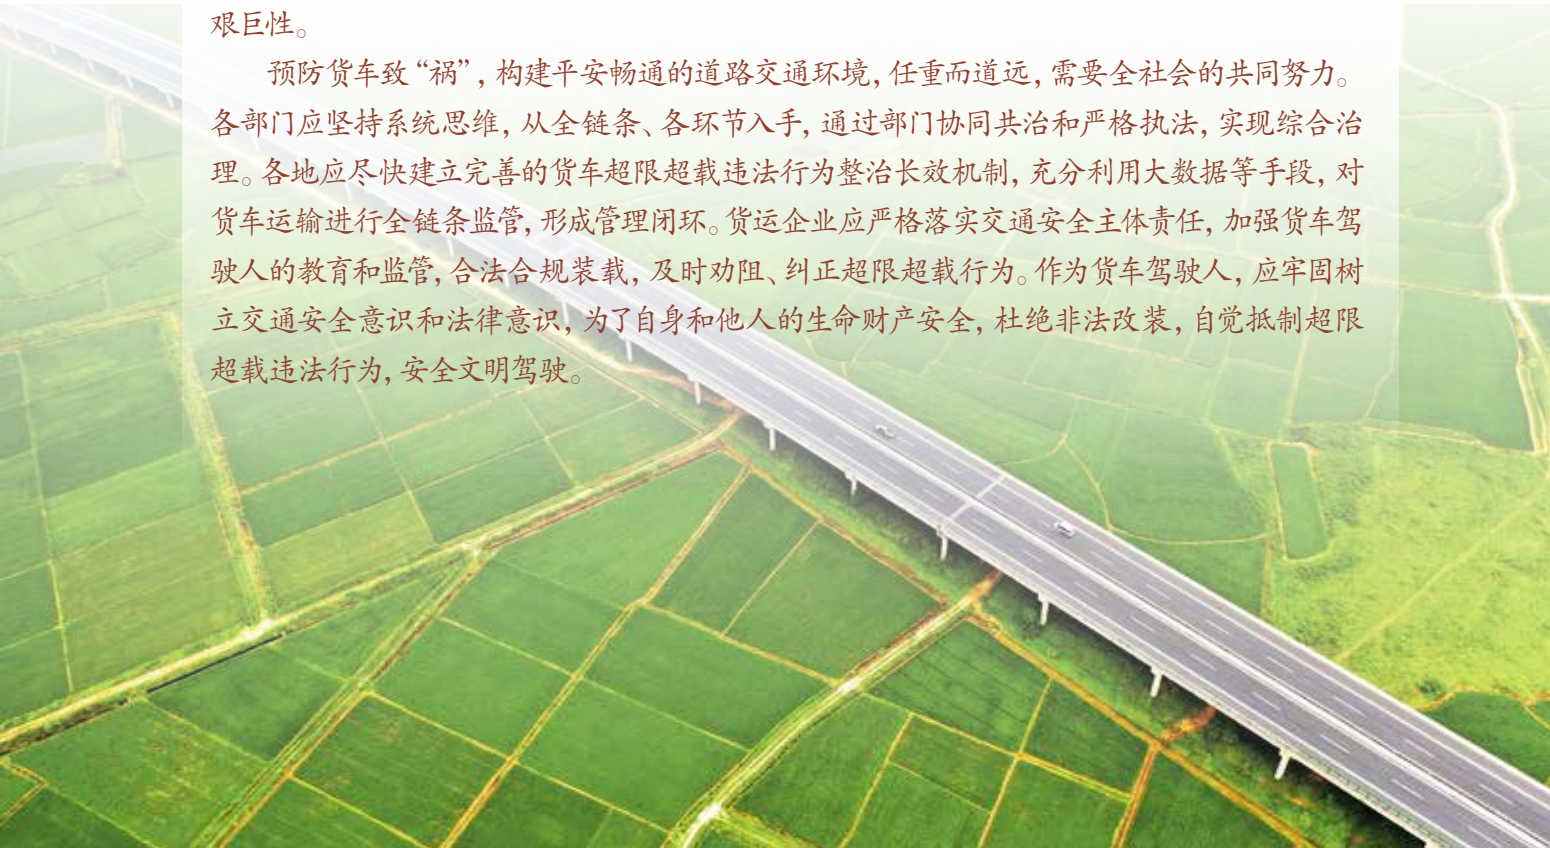 艰巨性。
预防货车致“祸”,构建平安畅通的道路交通环境,任重而道远,需要全社会的共同努力。
各部门应坚持系统思维,从全链条、各环节入手,通过部门协同共治和严格执法,实现综合治
理。各地应尽快建立完善的货车超限超载违法行为整治长效机制,充分利用大数据等手段,对
货车运输进行全链条监管,形成管理闭环。货运企业应严格落实交通安全主体责任,加强货车驾
驶人的教育和监管,合法合规装载,及时劝阻、纠正超限超载行为。作为货车驾驶人,应牢固树
立交通安全意识和法律意识,为了自身和他人的生命财产安全,杜绝非法改装,自觉抵制超限
超载违法行为,安全文明驾驶。